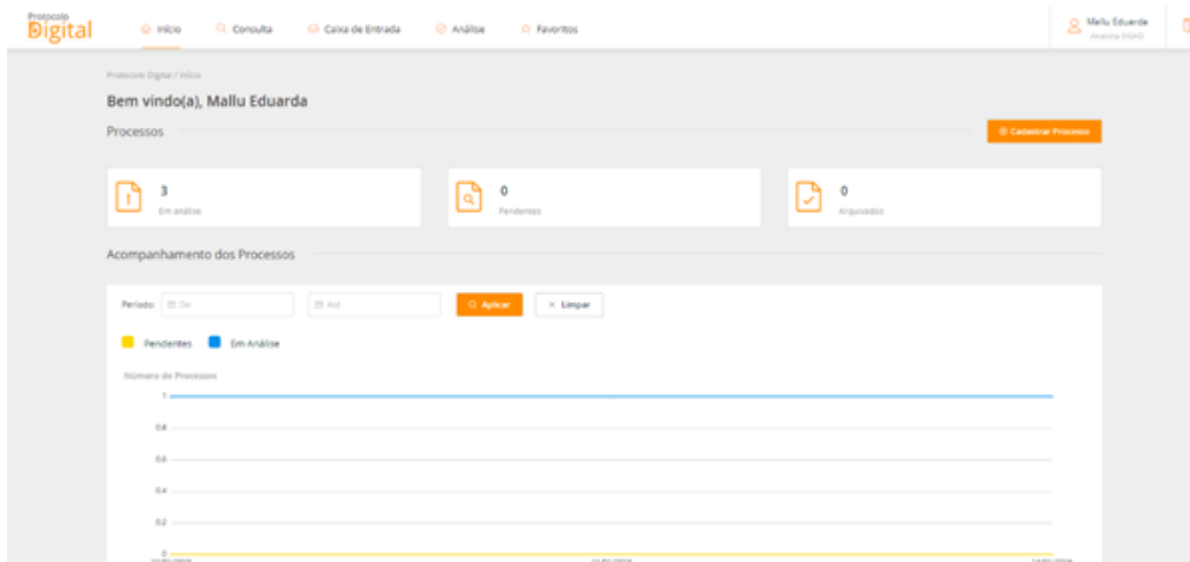 Protocolo
Digital
Início
Consulta
Caixa de Entrada
Análise
Favoritos
Mallu Eduarda
Analista DGAD
Protocolo Digital / Início
Bem vindo(a), Mallu Eduarda
Processos
Cadastrar Processo
3
Em análise
0
Pendentes
0
Arquivados
Acompanhamento dos Processos
Período: De Até Aplicar Limpar
Pendentes Em Análise
Número de Processos
1
0.8
0.6
0.4
0.2
0